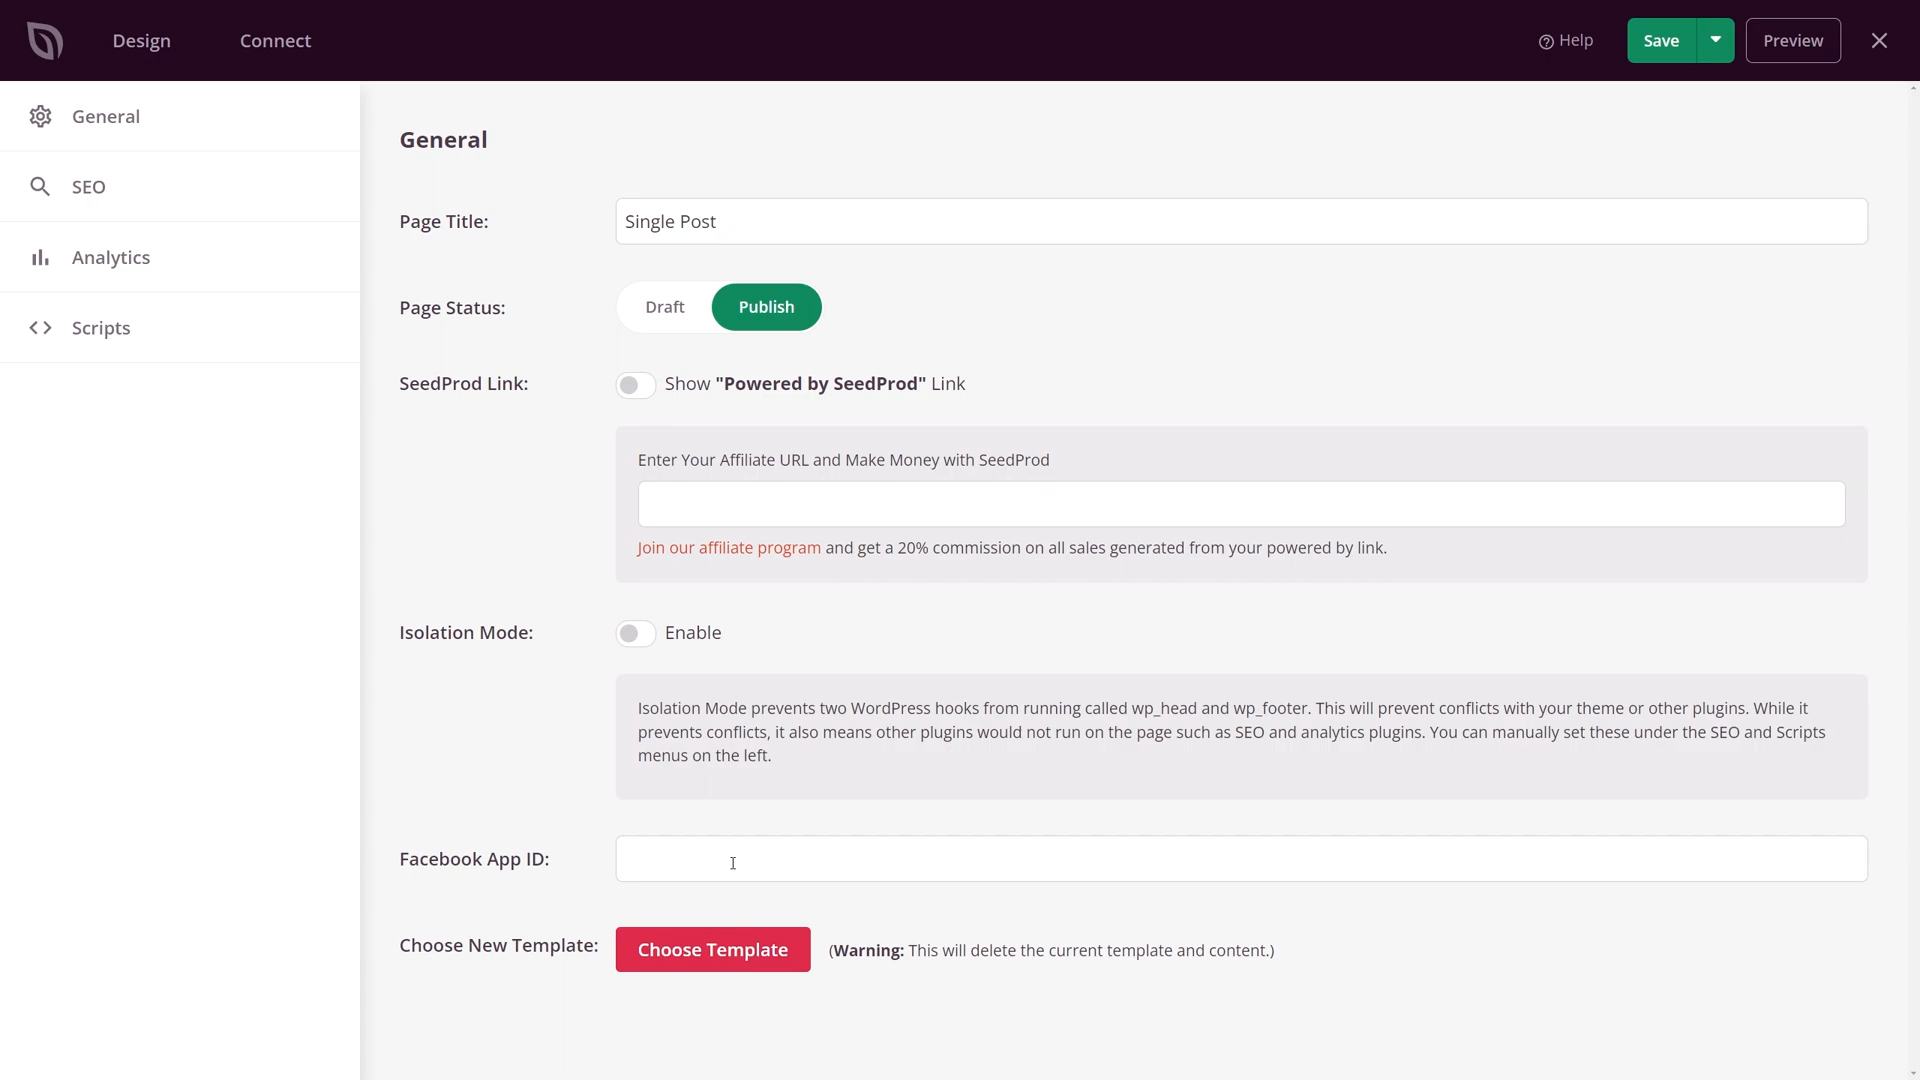 Design
Connect
Help
Save
Preview
General
SEO
Analytics
Scripts
General
Page Title:
Single Post
Page Status:
Draft
Publish
SeedProd Link:
Show "Powered by SeedProd" Link
Enter Your Affiliate URL and Make Money with SeedProd
Join our affiliate program and get a 20% commission on all sales generated from your powered by link.
Isolation Mode:
Enable
Isolation Mode prevents two WordPress hooks from running called wp_head and wp_footer. This will prevent conflicts with your theme or other plugins. While it
prevents conflicts, it also means other plugins would not run on the page such as SEO and analytics plugins. You can manually set these under the SEO and Scripts
menus on the left.
Facebook App ID:
Choose New Template:
Choose Template
(Warning: This will delete the current template and content.)